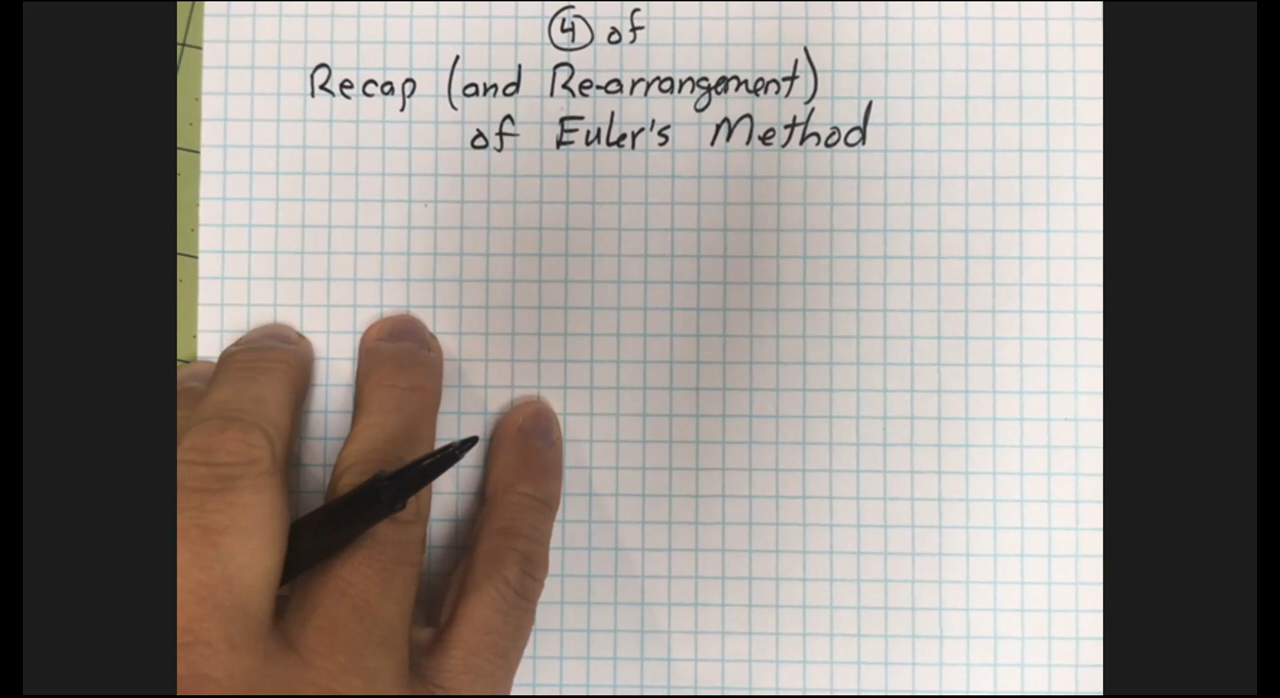 ④ of
Recap (and Re-arrangement)
of Euler's Method